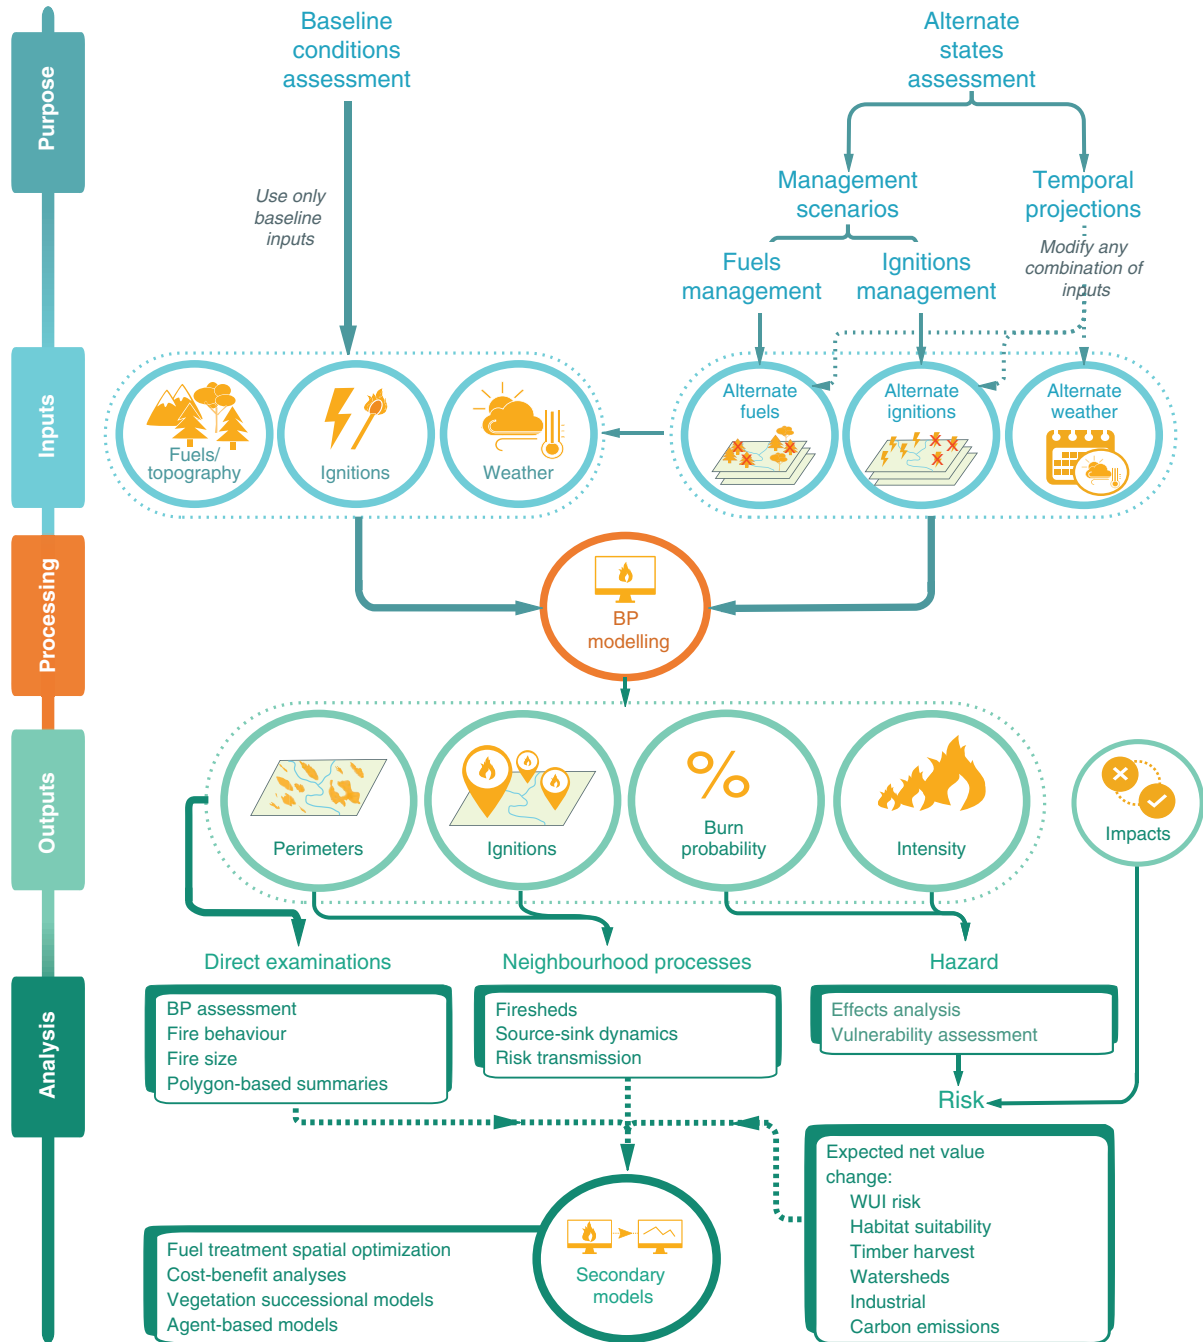 Purpose
Inputs
Processing
Outputs
Analysis
Baseline
conditions
assessment
Alternate
states
assessment
Use only
baseline
inputs
Management
scenarios
Temporal
projections
Fuels
management
Ignitions
management
Modify any
combination of
inputs
Fuels/
topography
Ignitions
Weather
Alternate
fuels
Alternate
ignitions
Alternate
weather
BP
modelling
Perimeters
Ignitions
%
Burn
probability
Intensity
Impacts
Direct examinations
BP assessment
Fire behaviour
Fire size
Polygon-based summaries
Neighbourhood processes
Firesheds
Source-sink dynamics
Risk transmission
Hazard
Effects analysis
Vulnerability assessment
Risk
Expected net value
change:
WUI risk
Habitat suitability
Timber harvest
Watersheds
Industrial
Carbon emissions
Secondary
models
Fuel treatment spatial optimization
Cost-benefit analyses
Vegetation successional models
Agent-based models